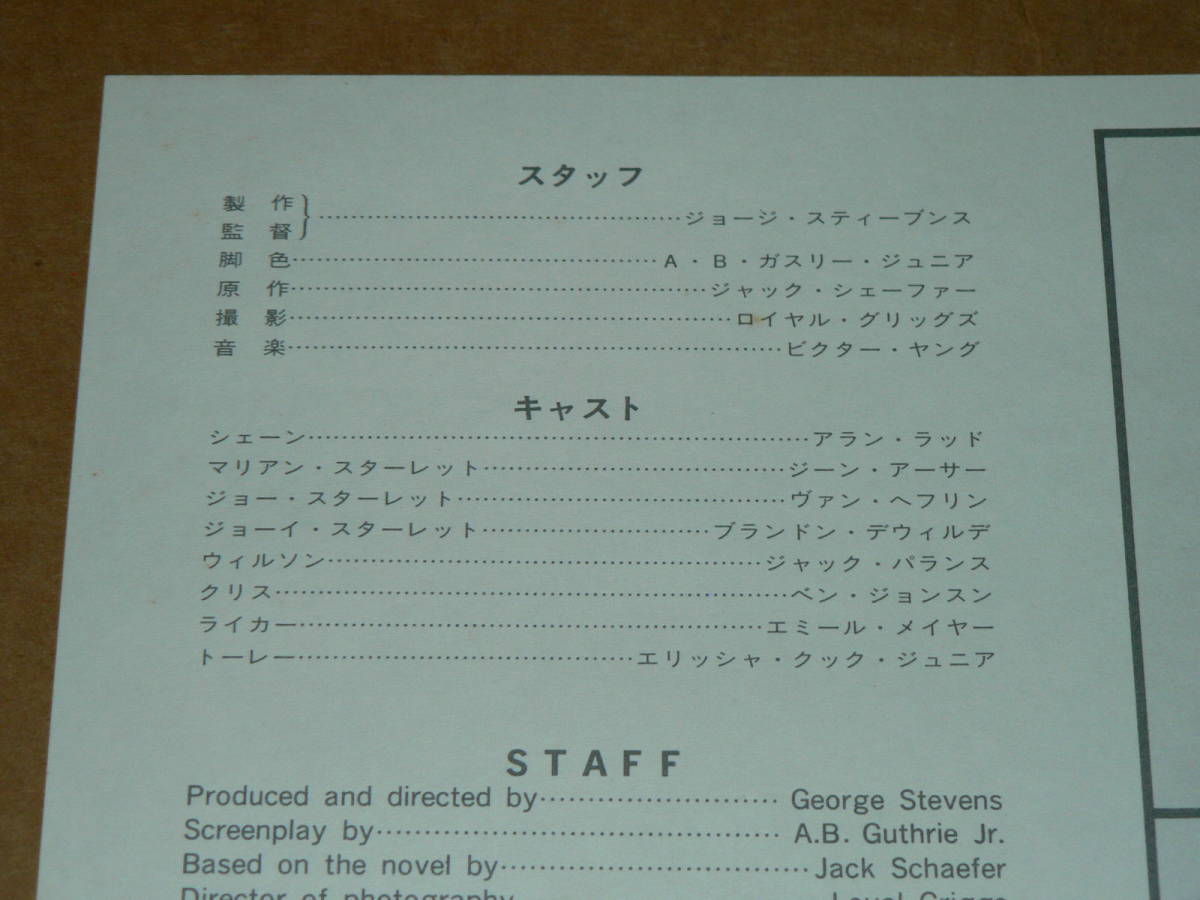 スタッフ
製作
監督}……ジョージ・スティーブンス
脚色……A・B・ガスリー・ジュニア
原作……ジャック・シェーファー
撮影……ロイヤル・グリッグズ
音楽……ビクター・ヤング
キャスト
シェーン……アラン・ラッド
マリアン・スターレット……ジーン・アーサー
ジョー・スターレット……ヴァン・ヘフリン
ジョーイ・スターレット……ブランドン・デウィルデ
ウィルソン……ジャック・パランス
クリス……ベン・ジョンスン
ライカー……エミール・メイヤー
トーレー……エリッシャ・クック・ジュニア
STAFF
Produced and directed by……George Stevens
Screenplay by……A.B. Guthrie Jr.
Based on the novel by……Jack Schaefer
Director of photography……Loyal Griggs